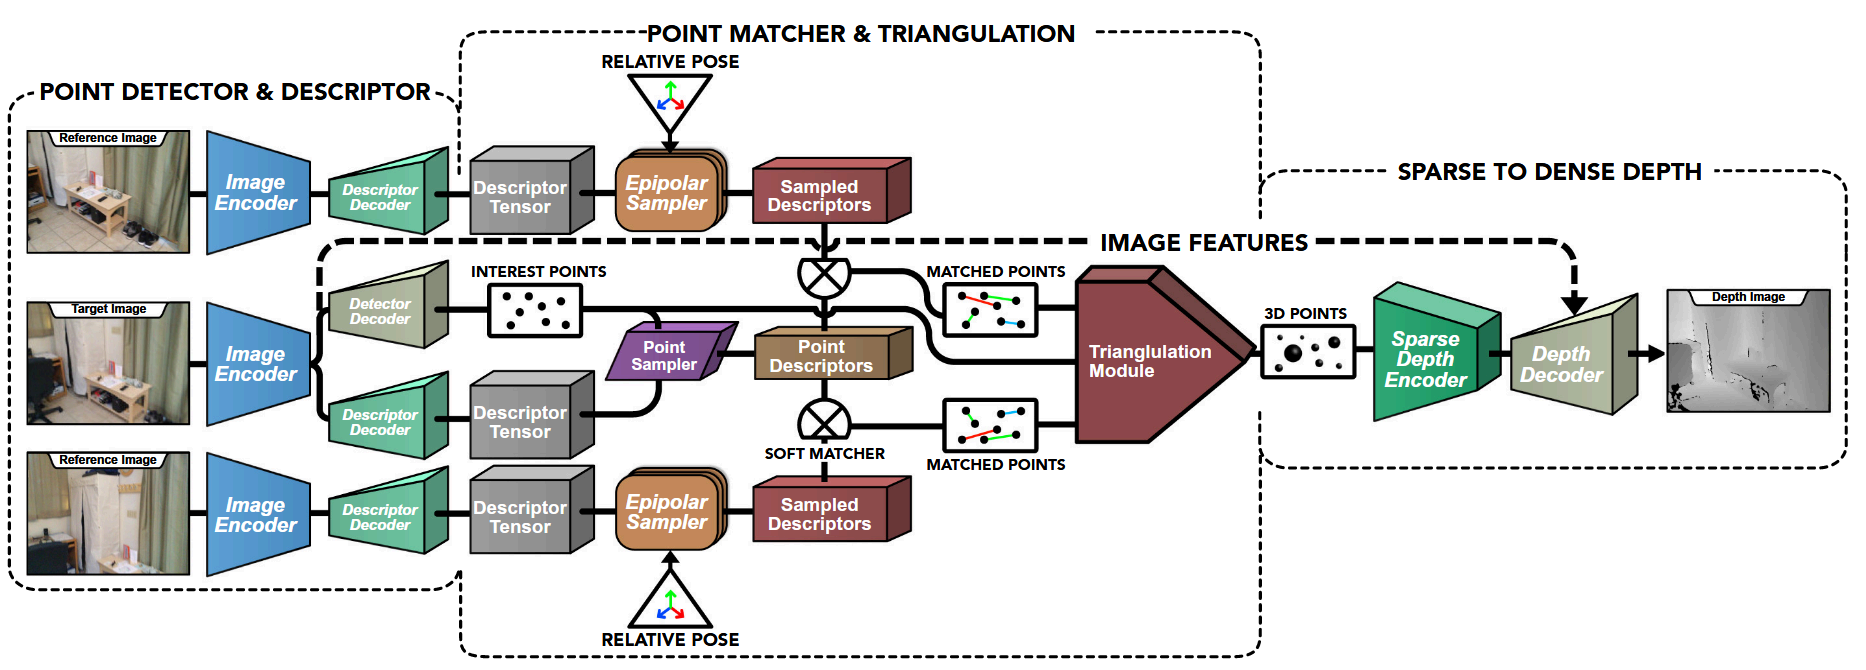 POINT MATCHER & TRIANGULATION
RELATIVE POSE
POINT DETECTOR & DESCRIPTOR
Reference Image
Image
Encoder
Descriptor
Decoder
Descriptor
Tensor
Epipolar
Sampler
Sampled
Descriptors
SPARSE TO DENSE DEPTH
IMAGE FEATURES
Target Image
Image
Encoder
Detector
Decoder
INTEREST POINTS
MATCHED POINTS
Descriptor
Decoder
Descriptor
Tensor
Point
Sampler
Point
Descriptors
Trianglulation
Module
3D POINTS
Sparse
Depth
Encoder
Depth
Decoder
Depth Image
SOFT MATCHER
MATCHED POINTS
Reference Image
Image
Encoder
Descriptor
Decoder
Descriptor
Tensor
Epipolar
Sampler
Sampled
Descriptors
RELATIVE POSE